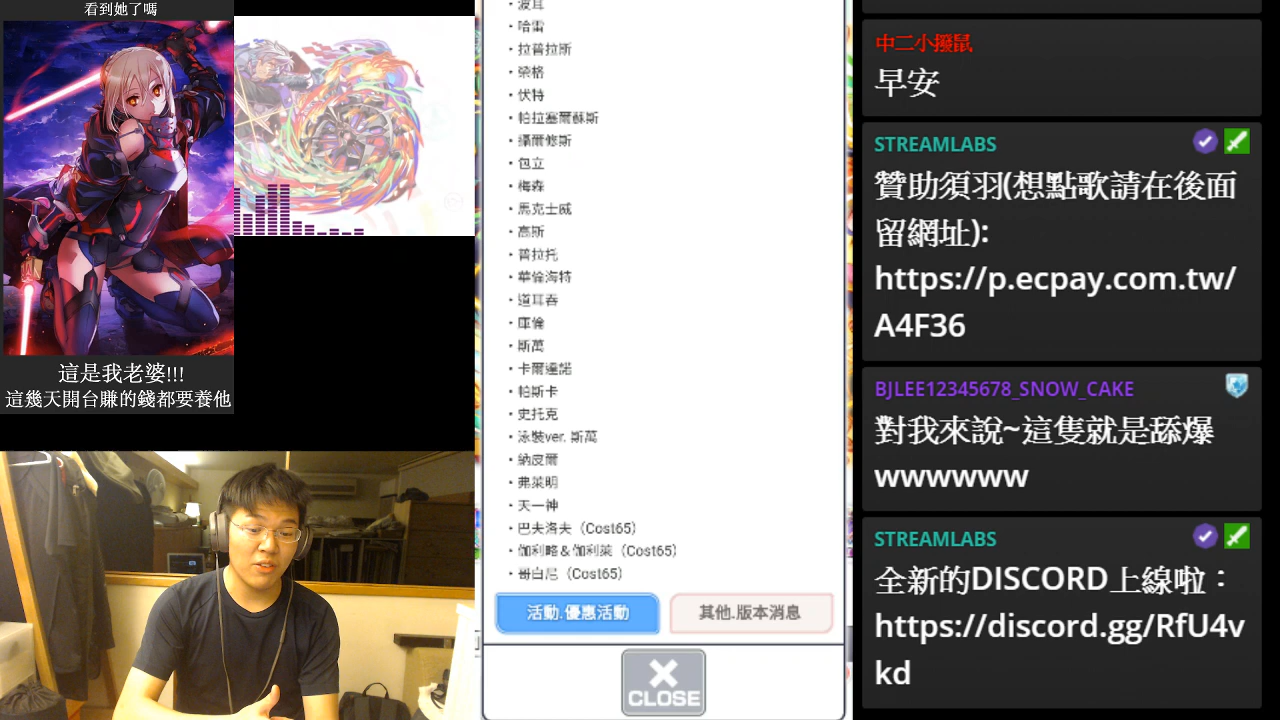 看到她了嗎
這是我老婆!!!
這幾天開台賺的錢都要養他
・波耳
・哈雷
・拉普拉斯
・榮格
・伏特
・帕拉塞爾蘇斯
・攝爾修斯
・包立
・梅森
・馬克士威
・高斯
・普拉托
・華倫海特
・道耳吞
・庫倫
・斯萬
・卡爾達諾
・帕斯卡
・史托克
・泳裝ver. 斯萬
・納皮爾
・弗萊明
・天一神
・巴夫洛夫（Cost65）
・伽利略＆伽利萊（Cost65）
・哥白尼（Cost65）
活動.優惠活動
其他.版本消息
CLOSE
中二小撥鼠
早安
STREAMLABS
贊助須羽(想點歌請在後面
留網址):
https://p.ecpay.com.tw/
A4F36
BJLEE12345678_SNOW_CAKE
對我來說~這隻就是舔爆
wwwwww
STREAMLABS
全新的DISCORD上線啦：
https://discord.gg/RfU4v
kd